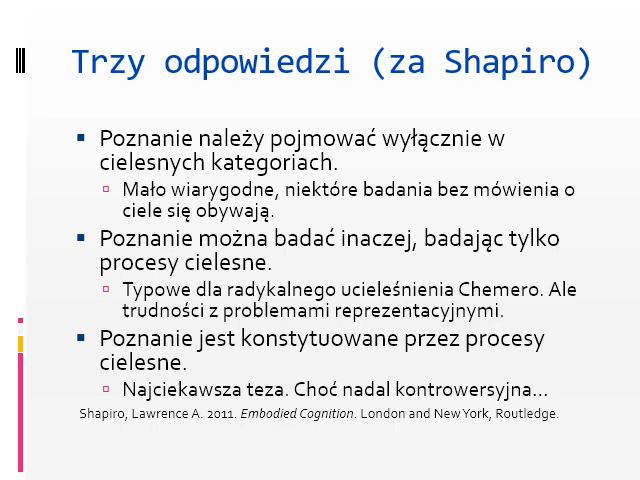 Trzy odpowiedzi (za Shapiro)
Poznanie należy pojmować wyłącznie w
cielesnych kategoriach.
Mało wiarygodne, niektóre badania bez mówienia o
ciele się obywają.
Poznanie można badać inaczej, badając tylko
procesy cielesne.
Typowe dla radykalnego ucieleśnienia Chemero. Ale
trudności z problemami reprezentacyjnymi.
Poznanie jest konstytuowane przez procesy
cielesne.
Najciekawsza teza. Choć nadal kontrowersyjna...
Shapiro, Lawrence A. 2011. Embodied Cognition. London and New York, Routledge.